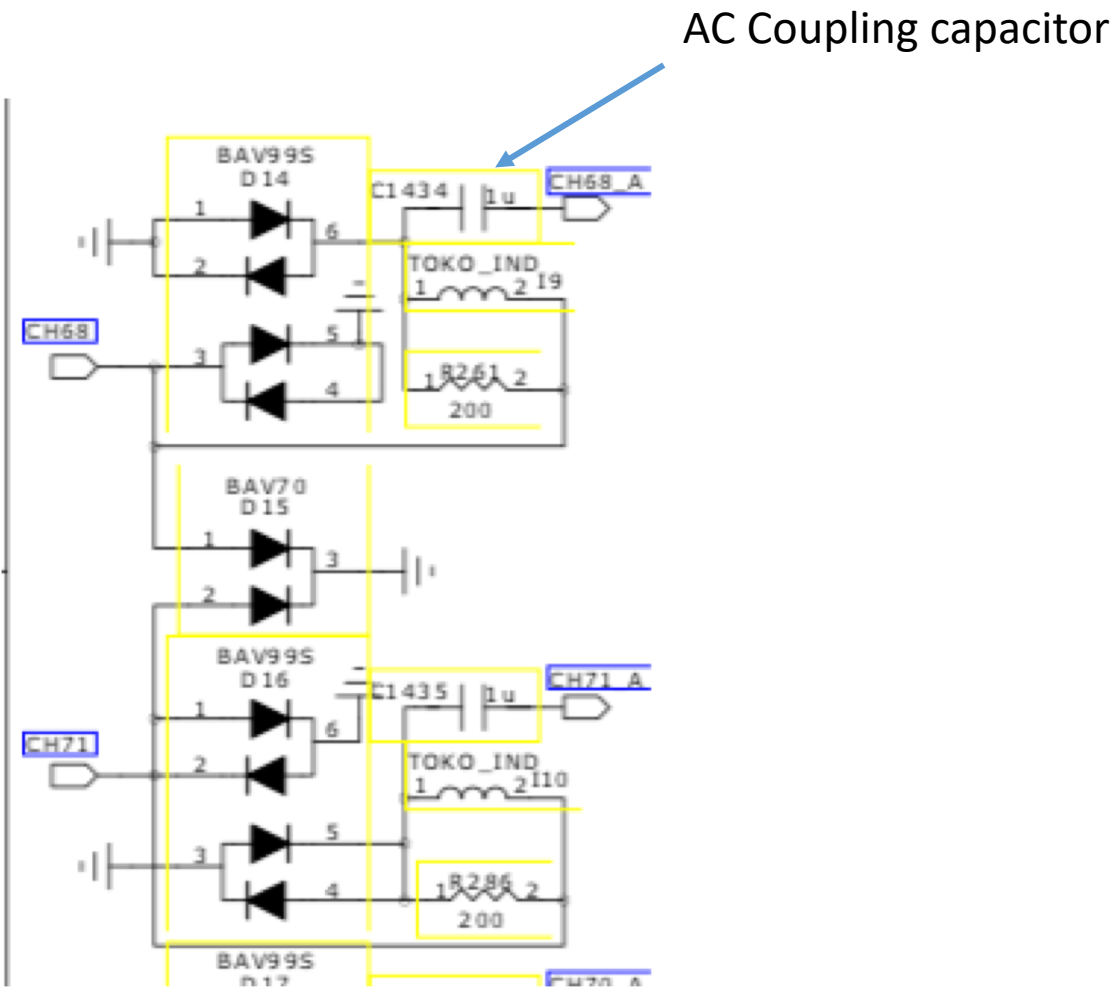 AC Coupling capacitor
BAV99S
D14
C1434
1u
CH68_A
1
6
2
TOKO_IND
1
2
I9
CH68
5
3
4
1
R261
2
200
BAV70
D15
1
3
2
BAV99S
D16
C1435
1u
CH71_A
1
6
CH71
2
TOKO_IND
1
2
I10
5
3
4
1
R286
2
200
BAV99S
D17
CH70_A